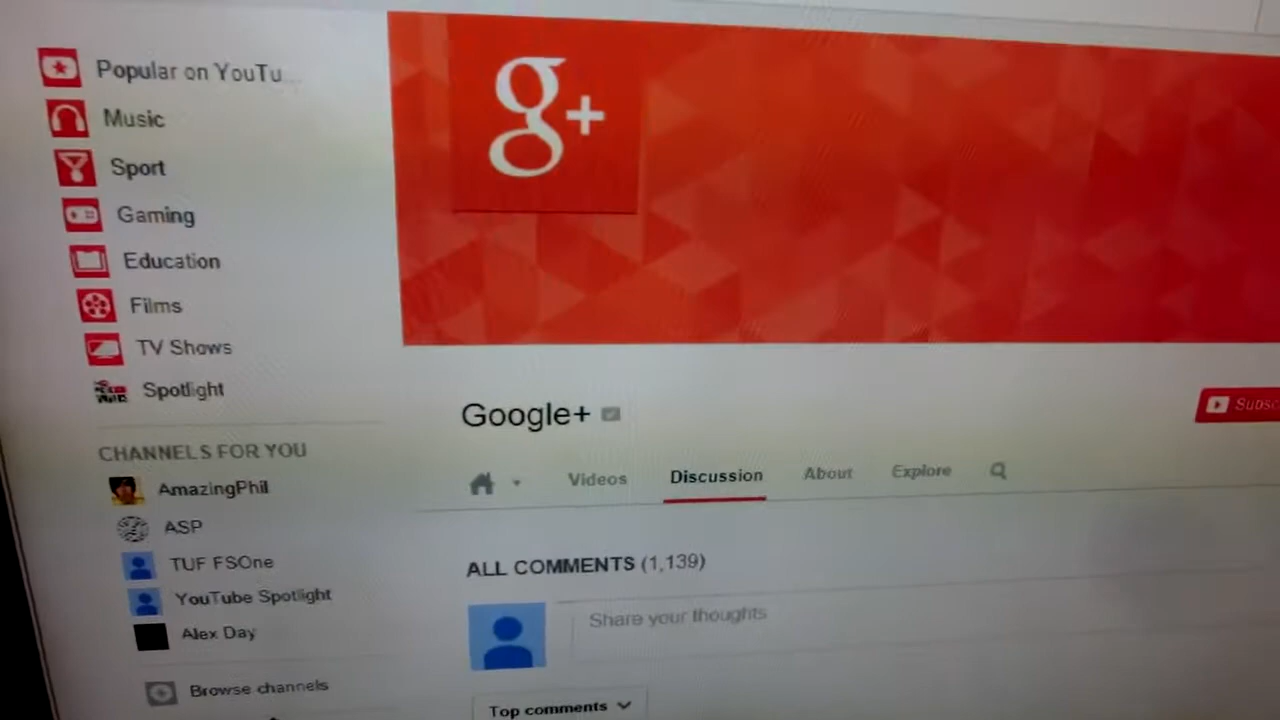 Popular on YouTu...
Music
Sport
Gaming
Education
Films
TV Shows
Spotlight
CHANNELS FOR YOU
AmazingPhil
ASP
TUF FSOne
YouTube Spotlight
Alex Day
Browse channels
g+
Google+
Subsc
Videos Discussion About Explore
ALL COMMENTS (1,139)
Share your thoughts
Top comments